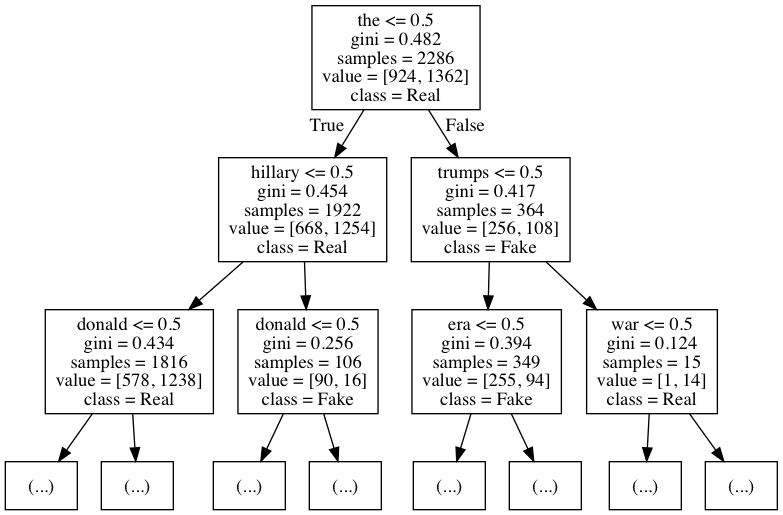 the <= 0.5
gini = 0.482
samples = 2286
value = [924, 1362]
class = Real
True
False
hillary <= 0.5
gini = 0.454
samples = 1922
value = [668, 1254]
class = Real
trumps <= 0.5
gini = 0.417
samples = 364
value = [256, 108]
class = Fake
donald <= 0.5
gini = 0.434
samples = 1816
value = [578, 1238]
class = Real
donald <= 0.5
gini = 0.256
samples = 106
value = [90, 16]
class = Fake
era <= 0.5
gini = 0.394
samples = 349
value = [255, 94]
class = Fake
war <= 0.5
gini = 0.124
samples = 15
value = [1, 14]
class = Real
(...)
(...)
(...)
(...)
(...)
(...)
(...)
(...)